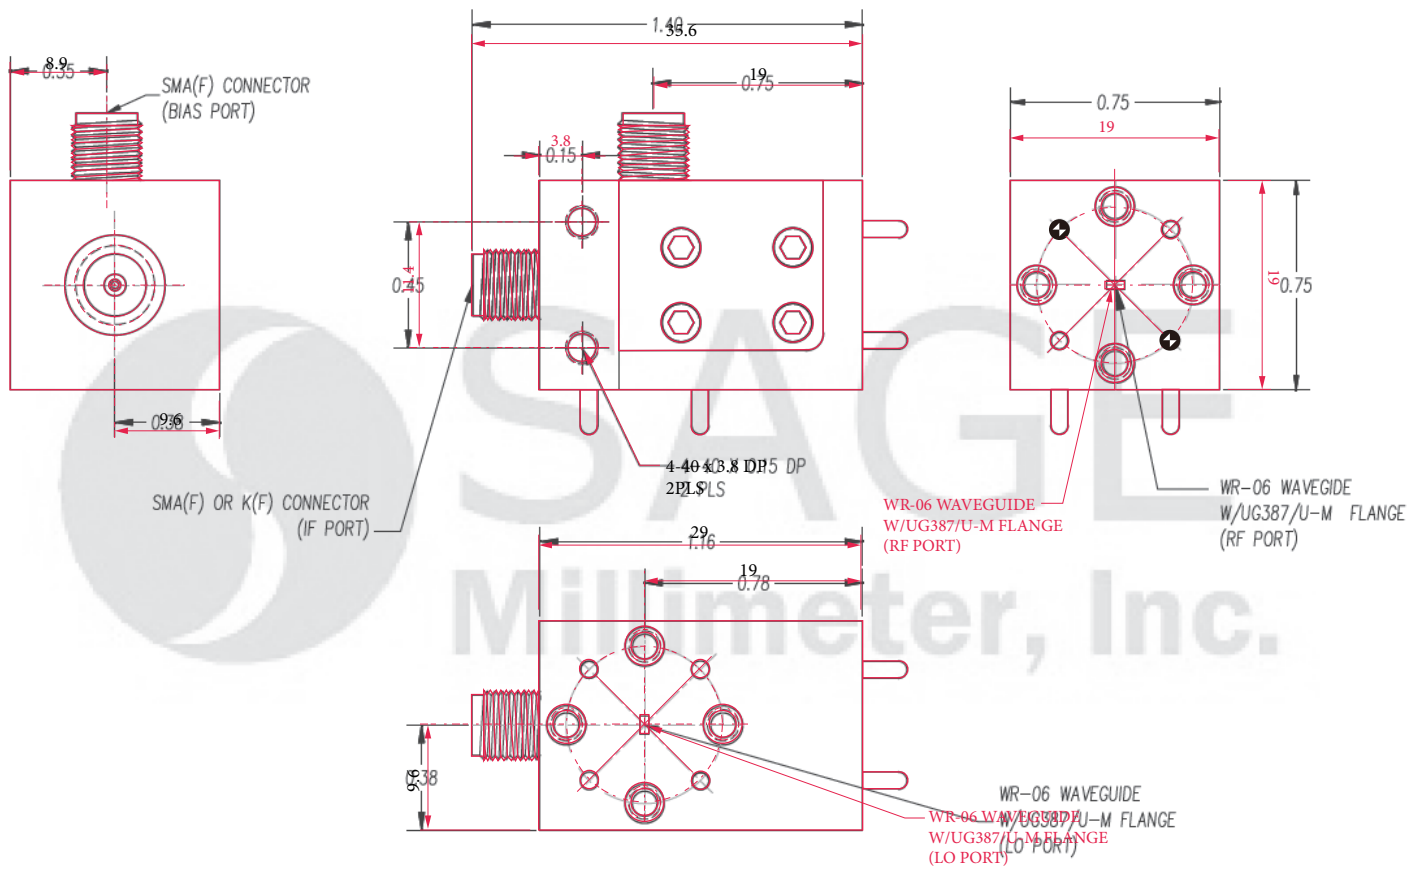 1.40
35.6
8.9
0.35
SMA(F) CONNECTOR
(BIAS PORT)
19
0.75
0.75
19
3.8
0.15
0.45
19
0.75
9.6
0.38
SAGE
Millimeter, Inc.
4-40 x 3.8 DP
2PLS
SMA(F) OR K(F) CONNECTOR
(IF PORT)
WR-06 WAVEGUIDE
W/UG387/U-M FLANGE
(RF PORT)
WR-06 WAVEGIDE
W/UG387/U-M FLANGE
(RF PORT)
29
1.16
19
0.78
9.6
0.38
WR-06 WAVEGUIDE
W/UG387/U-M FLANGE
(LO PORT)
WR-06 WAVEGUIDE
W/UG387/U-M FLANGE
(LO PORT)